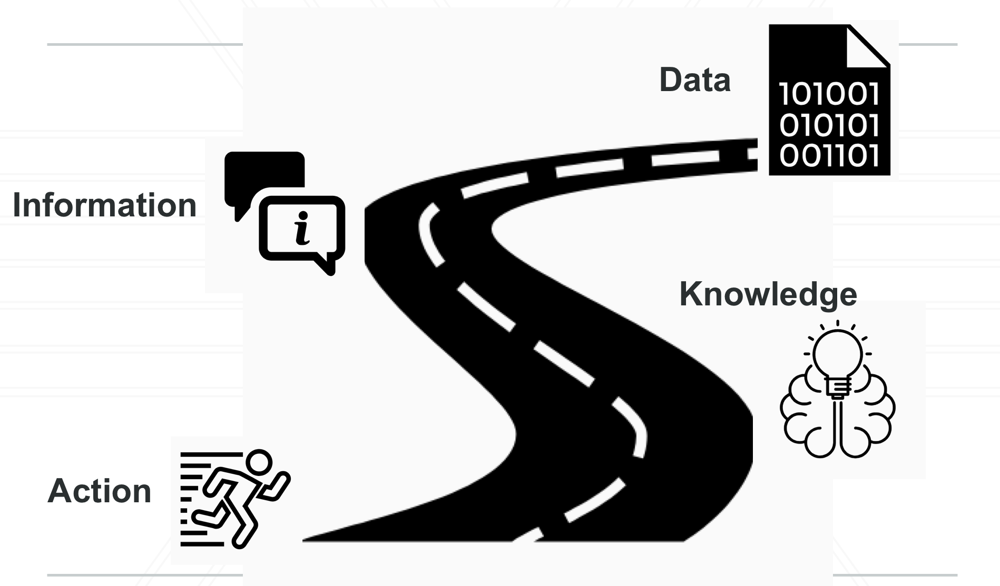 Data
101001
010101
001101
Information
i
Knowledge
Action